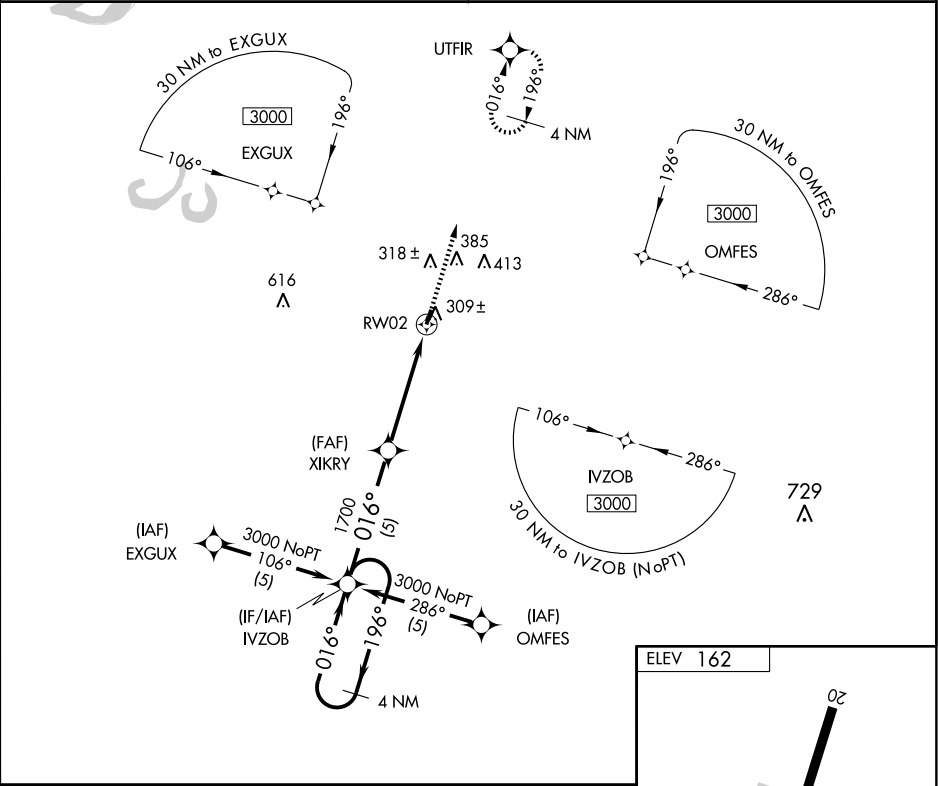 30 NM to EXGUX
3000
EXGUX
196°
106°
UTFIR
016°
196°
4 NM
30 NM to OMFES
196°
3000
OMFES
286°
616
318 ±
385
413
309 ±
RW02
(FAF)
XIKRY
106°
286°
IVZOB
3000
30 NM to IVZOB (NoPT)
729
1700
016°
(5)
(IAF)
EXGUX
3000 NoPT
106°
(5)
(IF/IAF)
IVZOB
3000 NoPT
286°
(5)
(IAF)
OMFES
016°
196°
4 NM
ELEV 162
20